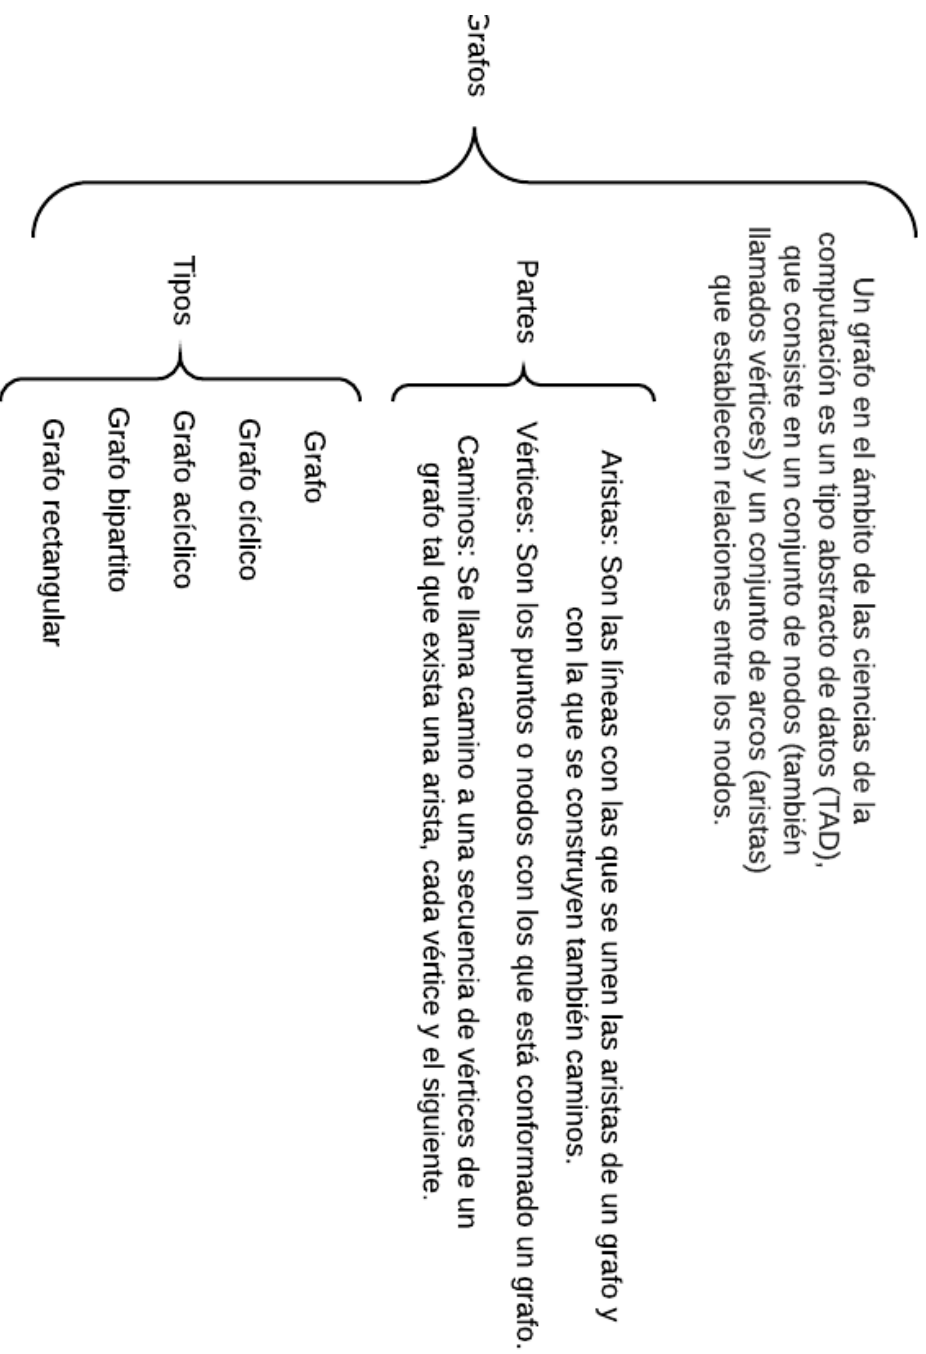 Grafos
Un grafo en el ámbito de las ciencias de la
computación es un tipo abstracto de datos (TAD),
que consiste en un conjunto de nodos (también
llamados vértices) y un conjunto de arcos (aristas)
que establecen relaciones entre los nodos.
Partes
Aristas: Son las líneas con las que se unen las aristas de un grafo y
con la que se construyen también caminos.
Vértices: Son los puntos o nodos con los que está conformado un grafo.
Caminos: Se llama camino a una secuencia de vértices de un
grafo tal que exista una arista, cada vértice y el siguiente.
Tipos
Grafo
Grafo cíclico
Grafo acíclico
Grafo bipartito
Grafo rectangular